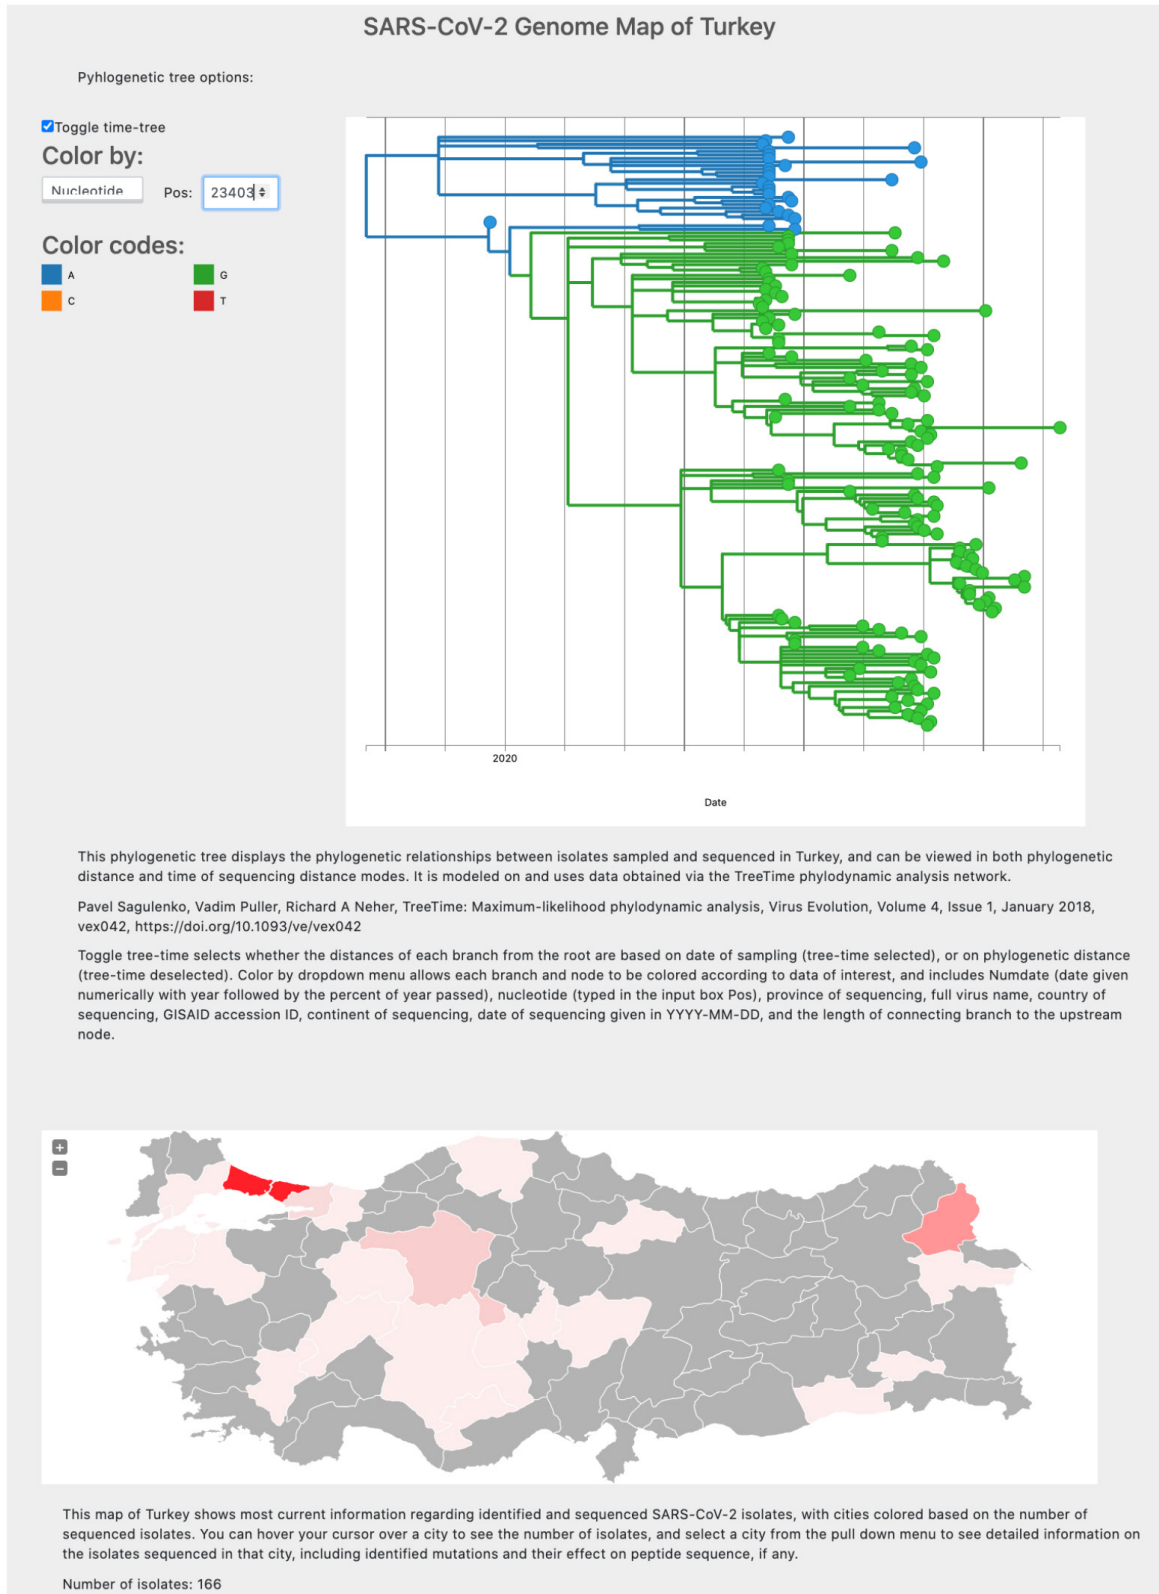 SARS-CoV-2 Genome Map of Turkey
Pyhlogenetic tree options:
Toggle time-tree
Color by:
Nucleotide
Pos: 23403
Color codes:
A
G
C
T
2020
Date
This phylogenetic tree displays the phylogenetic relationships between isolates sampled and sequenced in Turkey, and can be viewed in both phylogenetic
distance and time of sequencing distance modes. It is modeled on and uses data obtained via the TreeTime phylodynamic analysis network.
Pavel Sagulenko, Vadim Puller, Richard A Neher, TreeTime: Maximum-likelihood phylodynamic analysis, Virus Evolution, Volume 4, Issue 1, January 2018,
vex042, https://doi.org/10.1093/ve/vex042
Toggle tree-time selects whether the distances of each branch from the root are based on date of sampling (tree-time selected), or on phylogenetic distance
(tree-time deselected). Color by dropdown menu allows each branch and node to be colored according to data of interest, and includes Numdate (date given
numerically with year followed by the percent of year passed), nucleotide (typed in the input box Pos), province of sequencing, full virus name, country of
sequencing, GISAID accession ID, continent of sequencing, date of sequencing given in YYYY-MM-DD, and the length of connecting branch to the upstream
node.
+
−
This map of Turkey shows most current information regarding identified and sequenced SARS-CoV-2 isolates, with cities colored based on the number of
sequenced isolates. You can hover your cursor over a city to see the number of isolates, and select a city from the pull down menu to see detailed information on
the isolates sequenced in that city, including identified mutations and their effect on peptide sequence, if any.
Number of isolates: 166